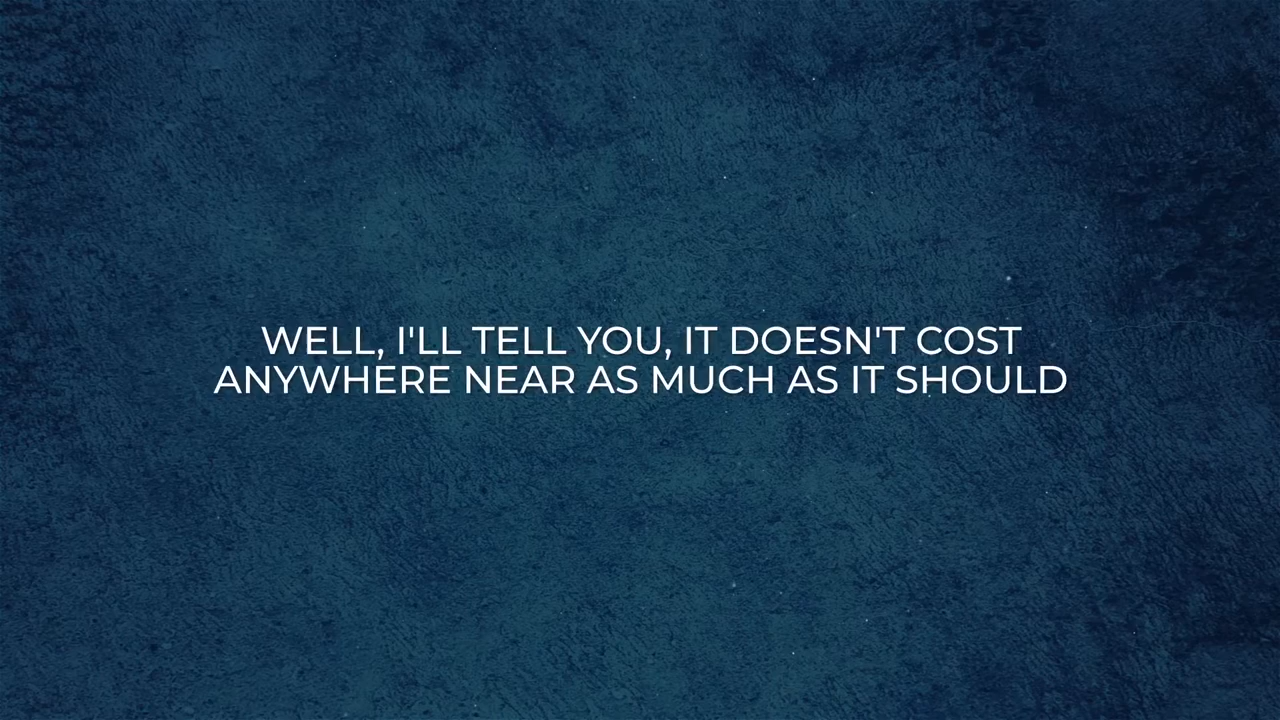 WELL, I'LL TELL YOU, IT DOESN'T COST
ANYWHERE NEAR AS MUCH AS IT SHOULD